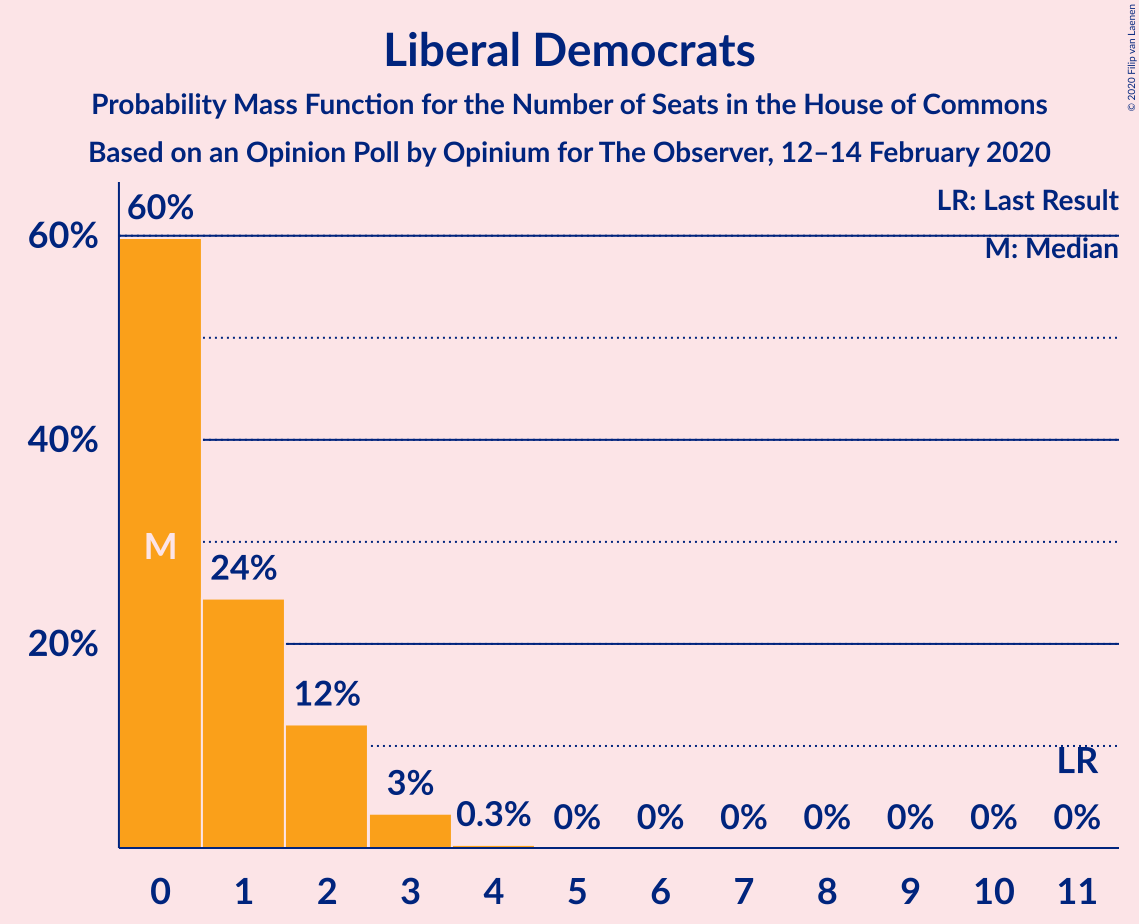 Liberal Democrats
Probability Mass Function for the Number of Seats in the House of Commons
Based on an Opinion Poll by Opinium for The Observer, 12–14 February 2020
© 2020 Filip van Laenen
LR: Last Result
M: Median
60%
40%
20%
60%
24%
12%
3%
0.3%
0%
0%
0%
0%
0%
0%
0%
M
LR
0 1 2 3 4 5 6 7 8 9 10 11